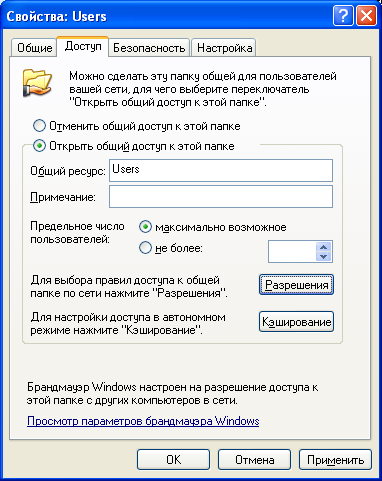 Свойства: Users
Общие
Доступ
Безопасность
Настройка
Можно сделать эту папку общей для пользователей
вашей сети, для чего выберите переключатель
"Открыть общий доступ к этой папке".
Отменить общий доступ к этой папке
Открыть общий доступ к этой папке
Общий ресурс: Users
Примечание:
Предельное число
пользователей:
максимально возможное
не более:
Для выбора правил доступа к общей
папке по сети нажмите "Разрешения".
Разрешения
Для настройки доступа в автономном
режиме нажмите "Кэширование".
Кэширование
Брандмауэр Windows настроен на разрешение доступа к
этой папке с других компьютеров в сети.
Просмотр параметров брандмауэра Windows
ОК
Отмена
Применить